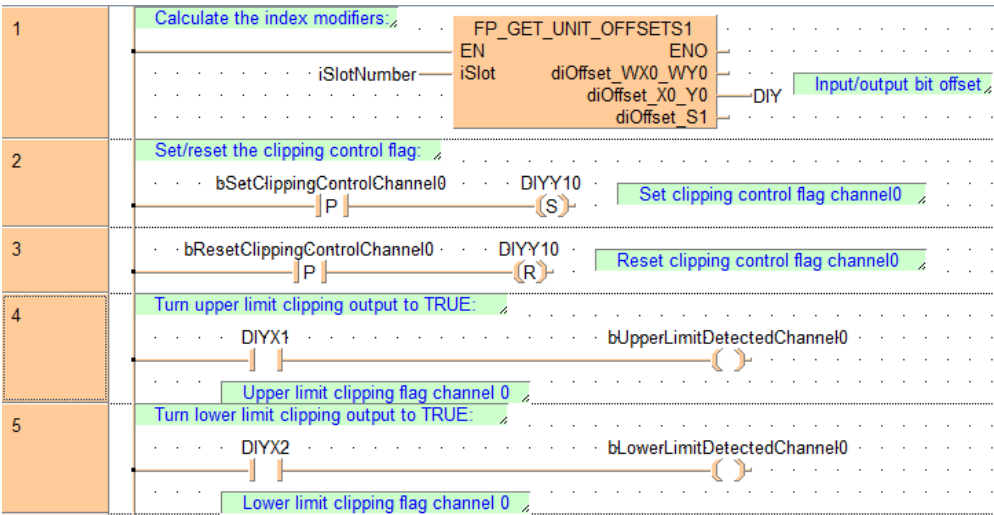 1
Calculate the index modifiers:
FP_GET_UNIT_OFFSETS1
EN ENO
iSlotNumber iSlot diOffset_WX0_WY0
Input/output bit offset
diOffset_X0_Y0 DIY
diOffset_S1
2
Set/reset the clipping control flag:
bSetClippingControlChannel0 DIYY10
Set clipping control flag channel0
P S
3
bResetClippingControlChannel0 DIYY10
Reset clipping control flag channel0
P R
4
Turn upper limit clipping output to TRUE:
DIYX1 bUpperLimitDetectedChannel0
Upper limit clipping flag channel 0
5
Turn lower limit clipping output to TRUE:
DIYX2 bLowerLimitDetectedChannel0
Lower limit clipping flag channel 0